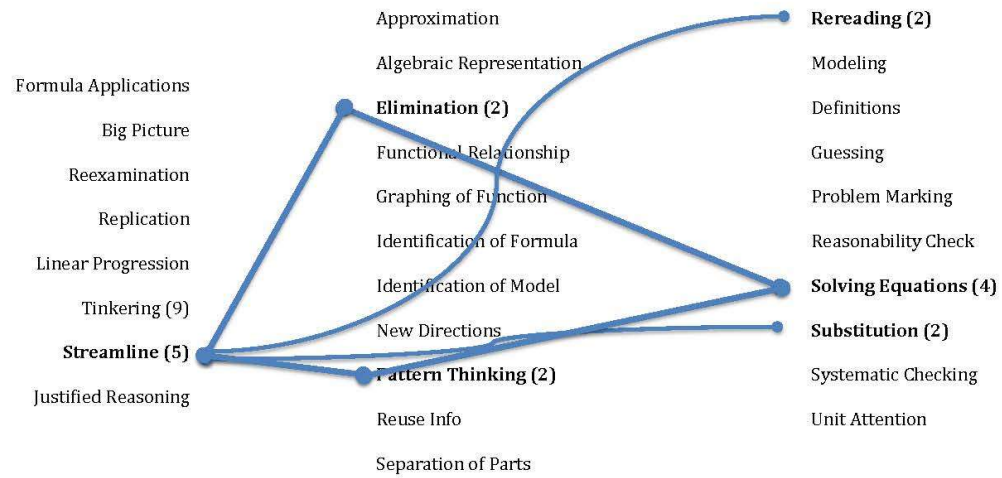 Formula Applications
Big Picture
Reexamination
Replication
Linear Progression
Tinkering (9)
Streamline (5)
Justified Reasoning
Approximation
Algebraic Representation
Elimination (2)
Functional Relationship
Graphing of Function
Identification of Formula
Identification of Model
New Directions
Pattern Thinking (2)
Reuse Info
Separation of Parts
Rereading (2)
Modeling
Definitions
Guessing
Problem Marking
Reasonability Check
Solving Equations (4)
Substitution (2)
Systematic Checking
Unit Attention